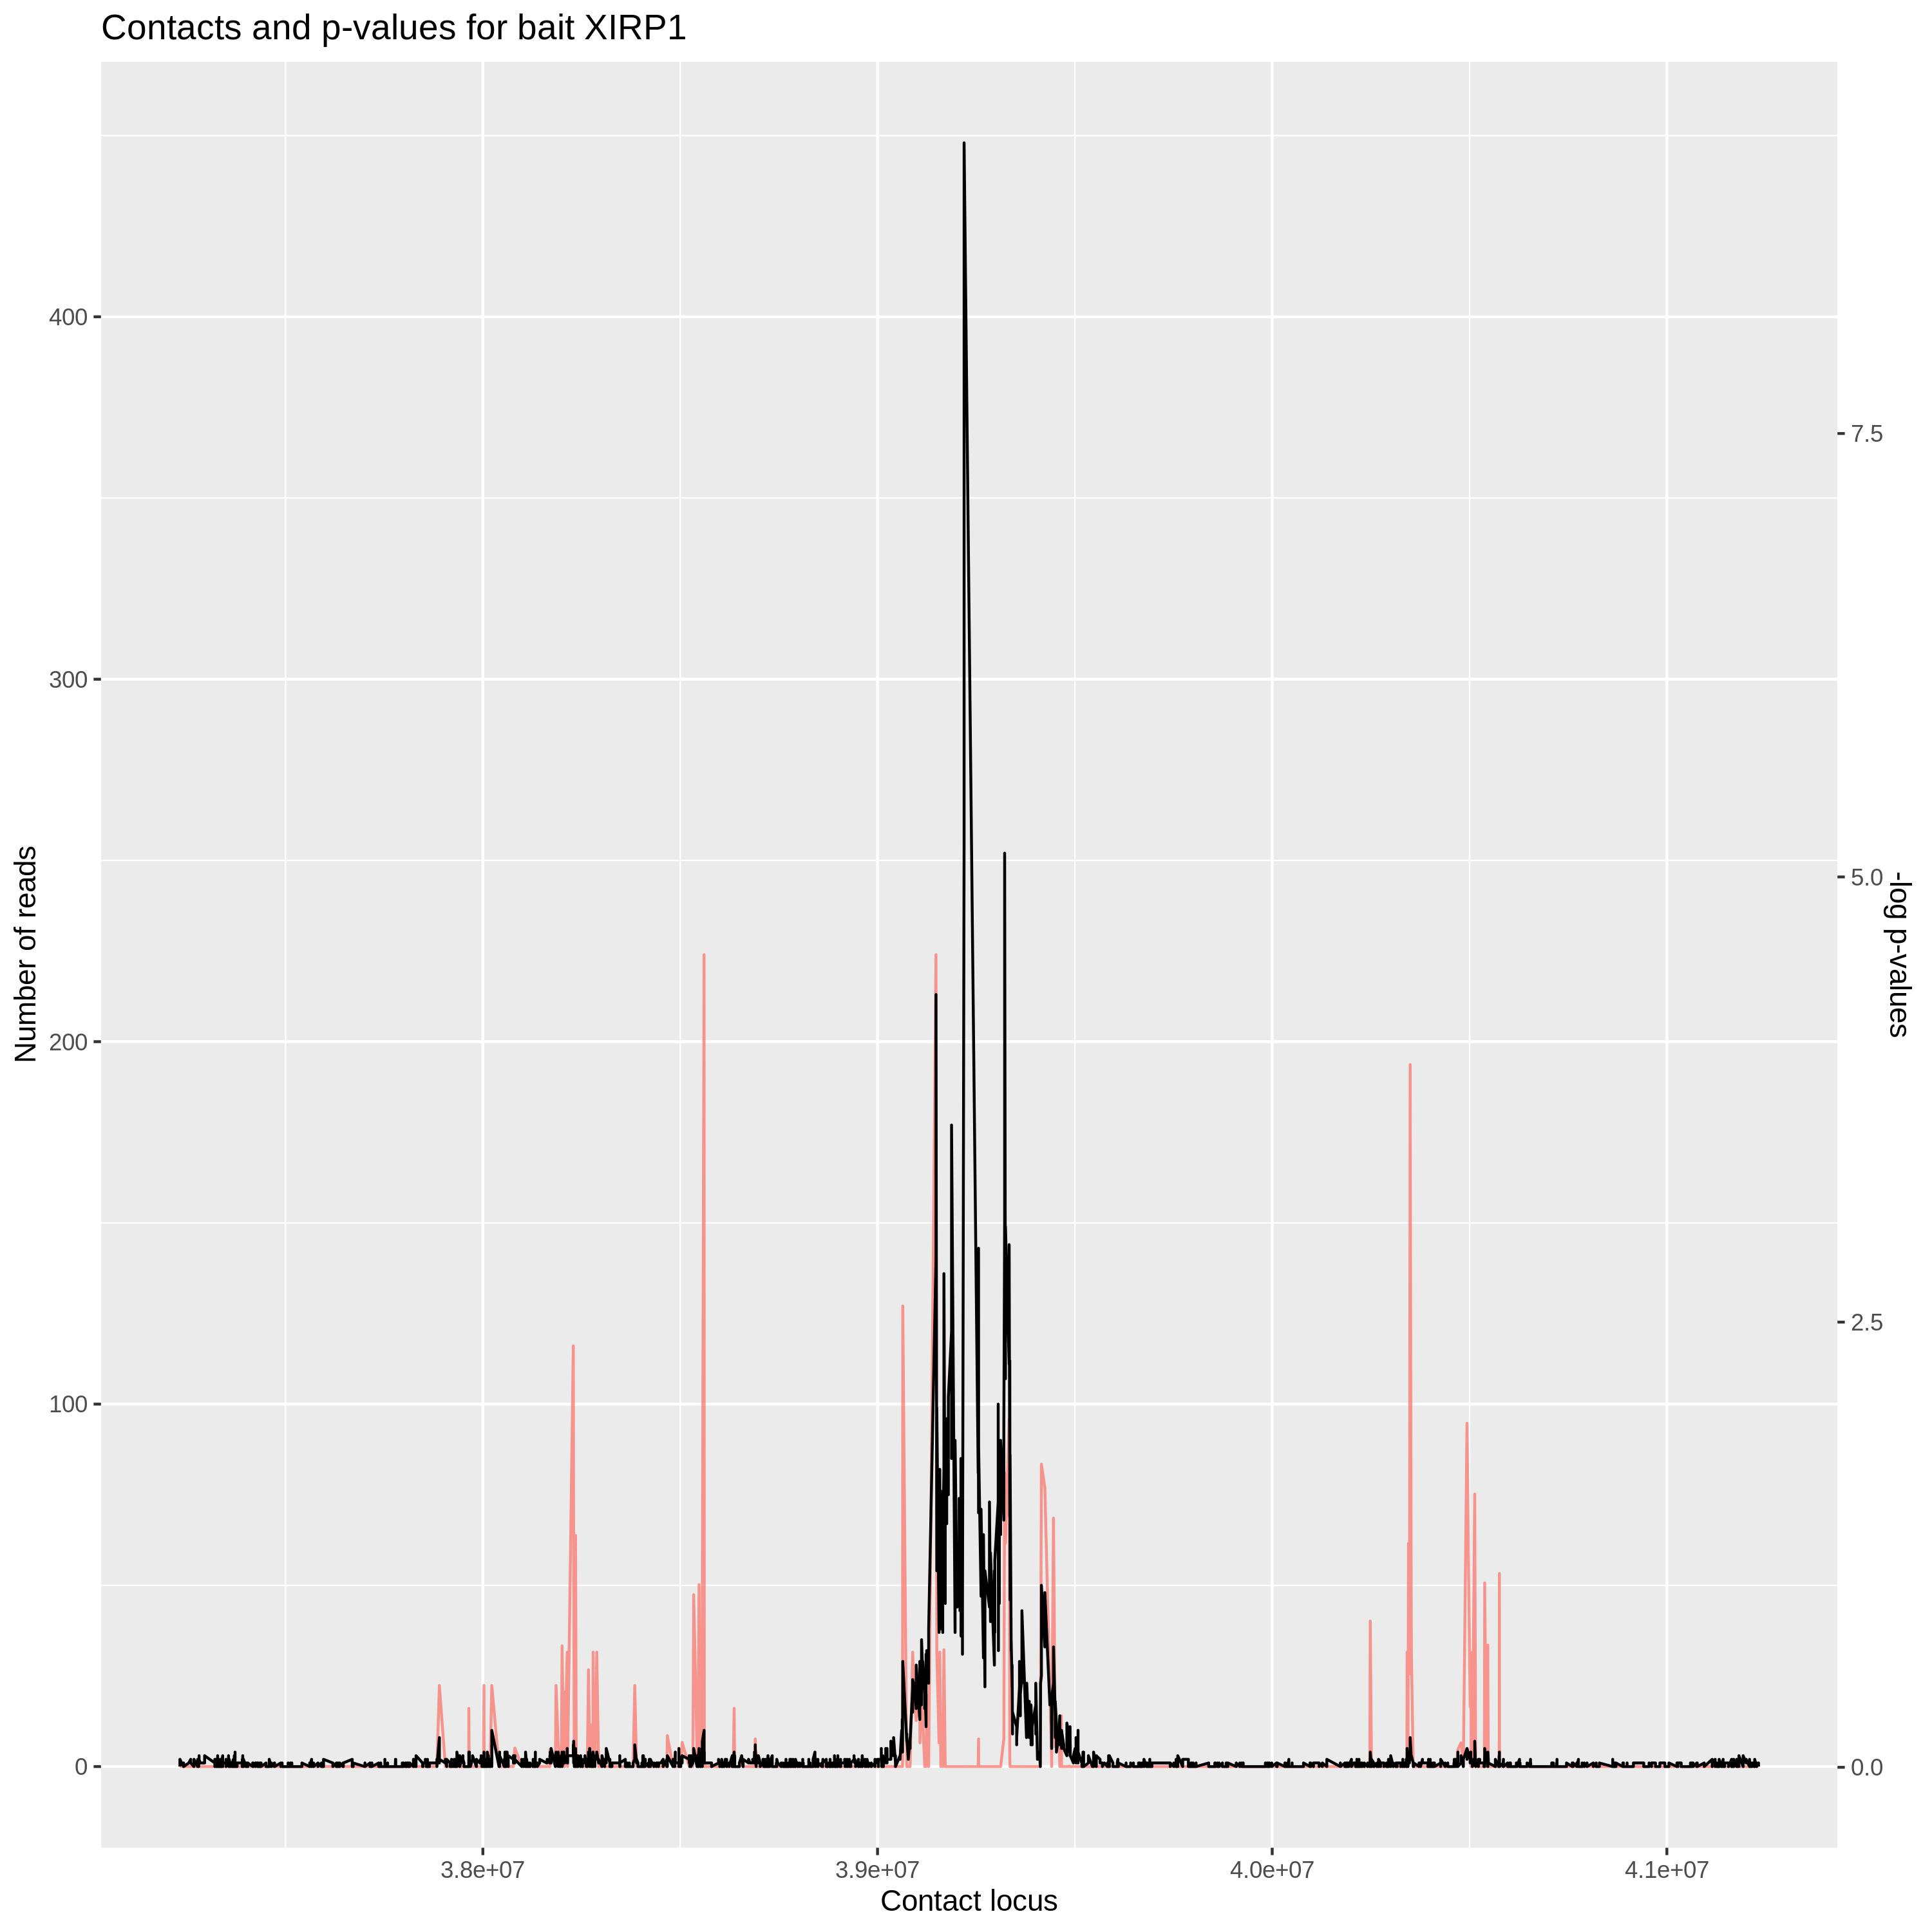 Contacts and p-values for bait XIRP1
400
300
200
100
0
Number of reads
7.5
5.0
2.5
0.0
-log p-values
3.8e+07
3.9e+07
4.0e+07
4.1e+07
Contact locus